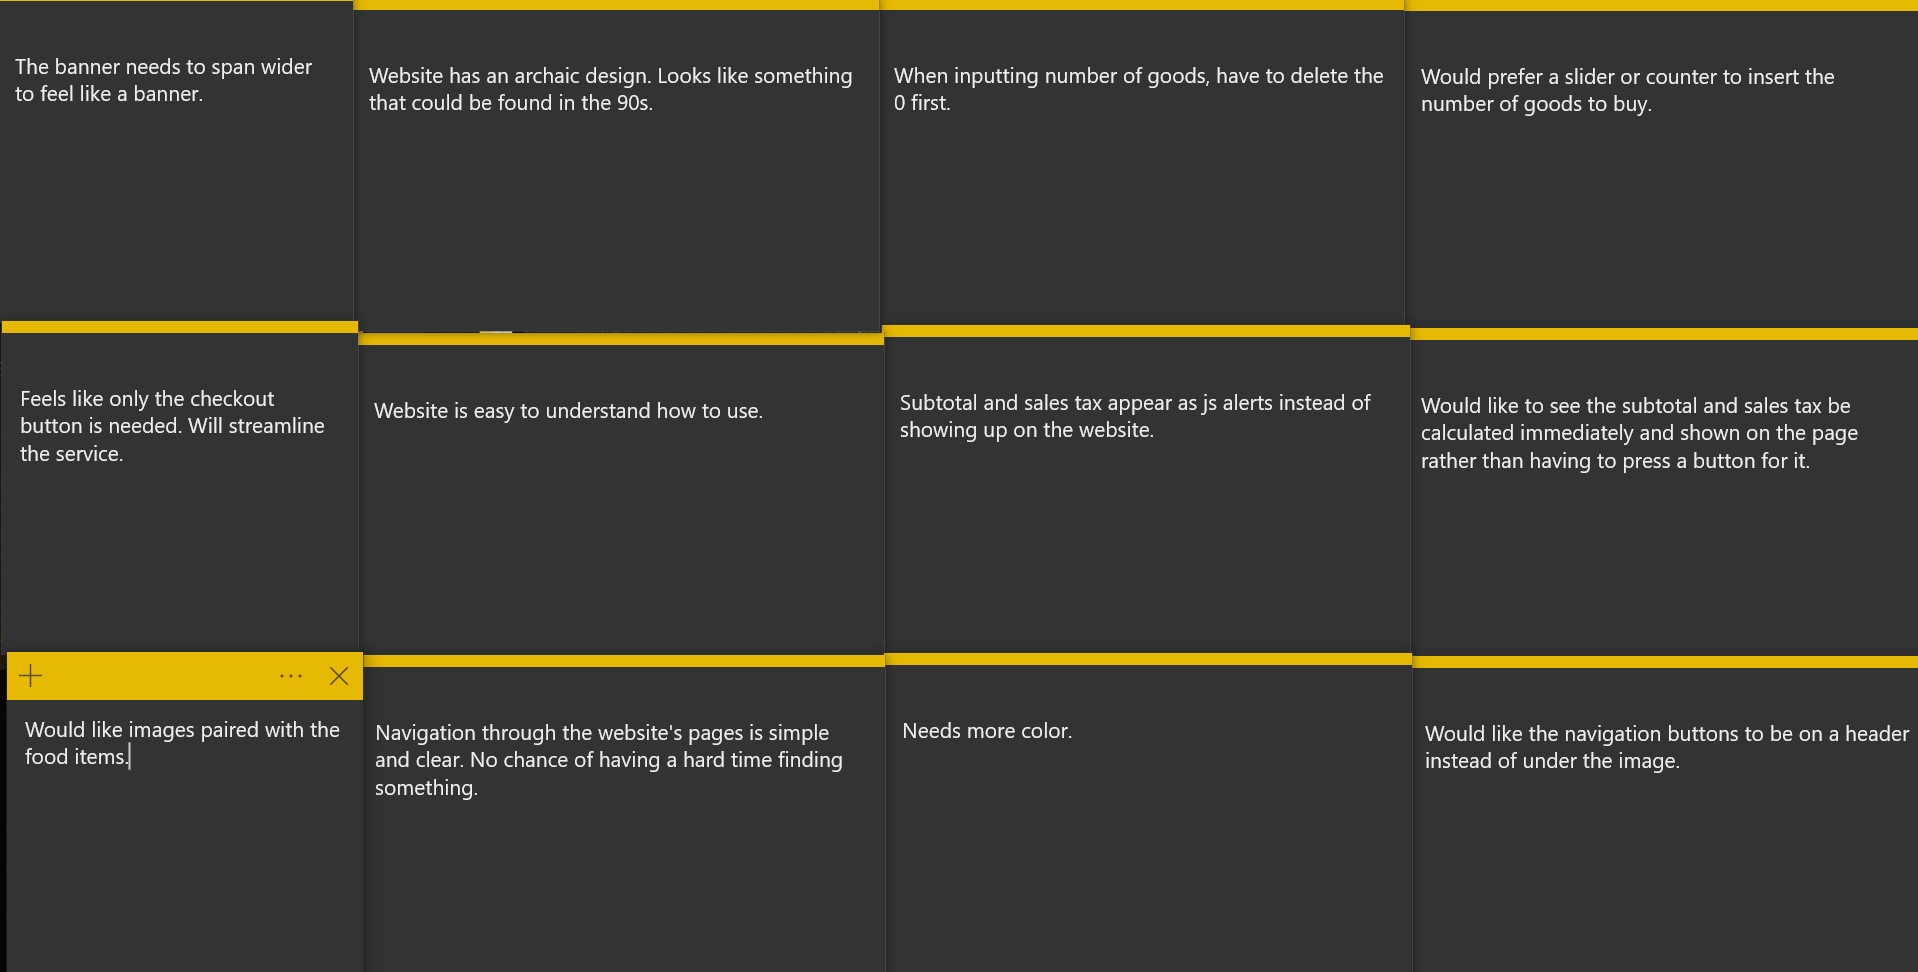 The banner needs to span wider
to feel like a banner.
Website has an archaic design. Looks like something
that could be found in the 90s.
When inputting number of goods, have to delete the
0 first.
Would prefer a slider or counter to insert the
number of goods to buy.
Feels like only the checkout
button is needed. Will streamline
the service.
Website is easy to understand how to use.
Subtotal and sales tax appear as js alerts instead of
showing up on the website.
Would like to see the subtotal and sales tax be
calculated immediately and shown on the page
rather than having to press a button for it.
Would like images paired with the
food items.
Navigation through the website's pages is simple
and clear. No chance of having a hard time finding
something.
Needs more color.
Would like the navigation buttons to be on a header
instead of under the image.